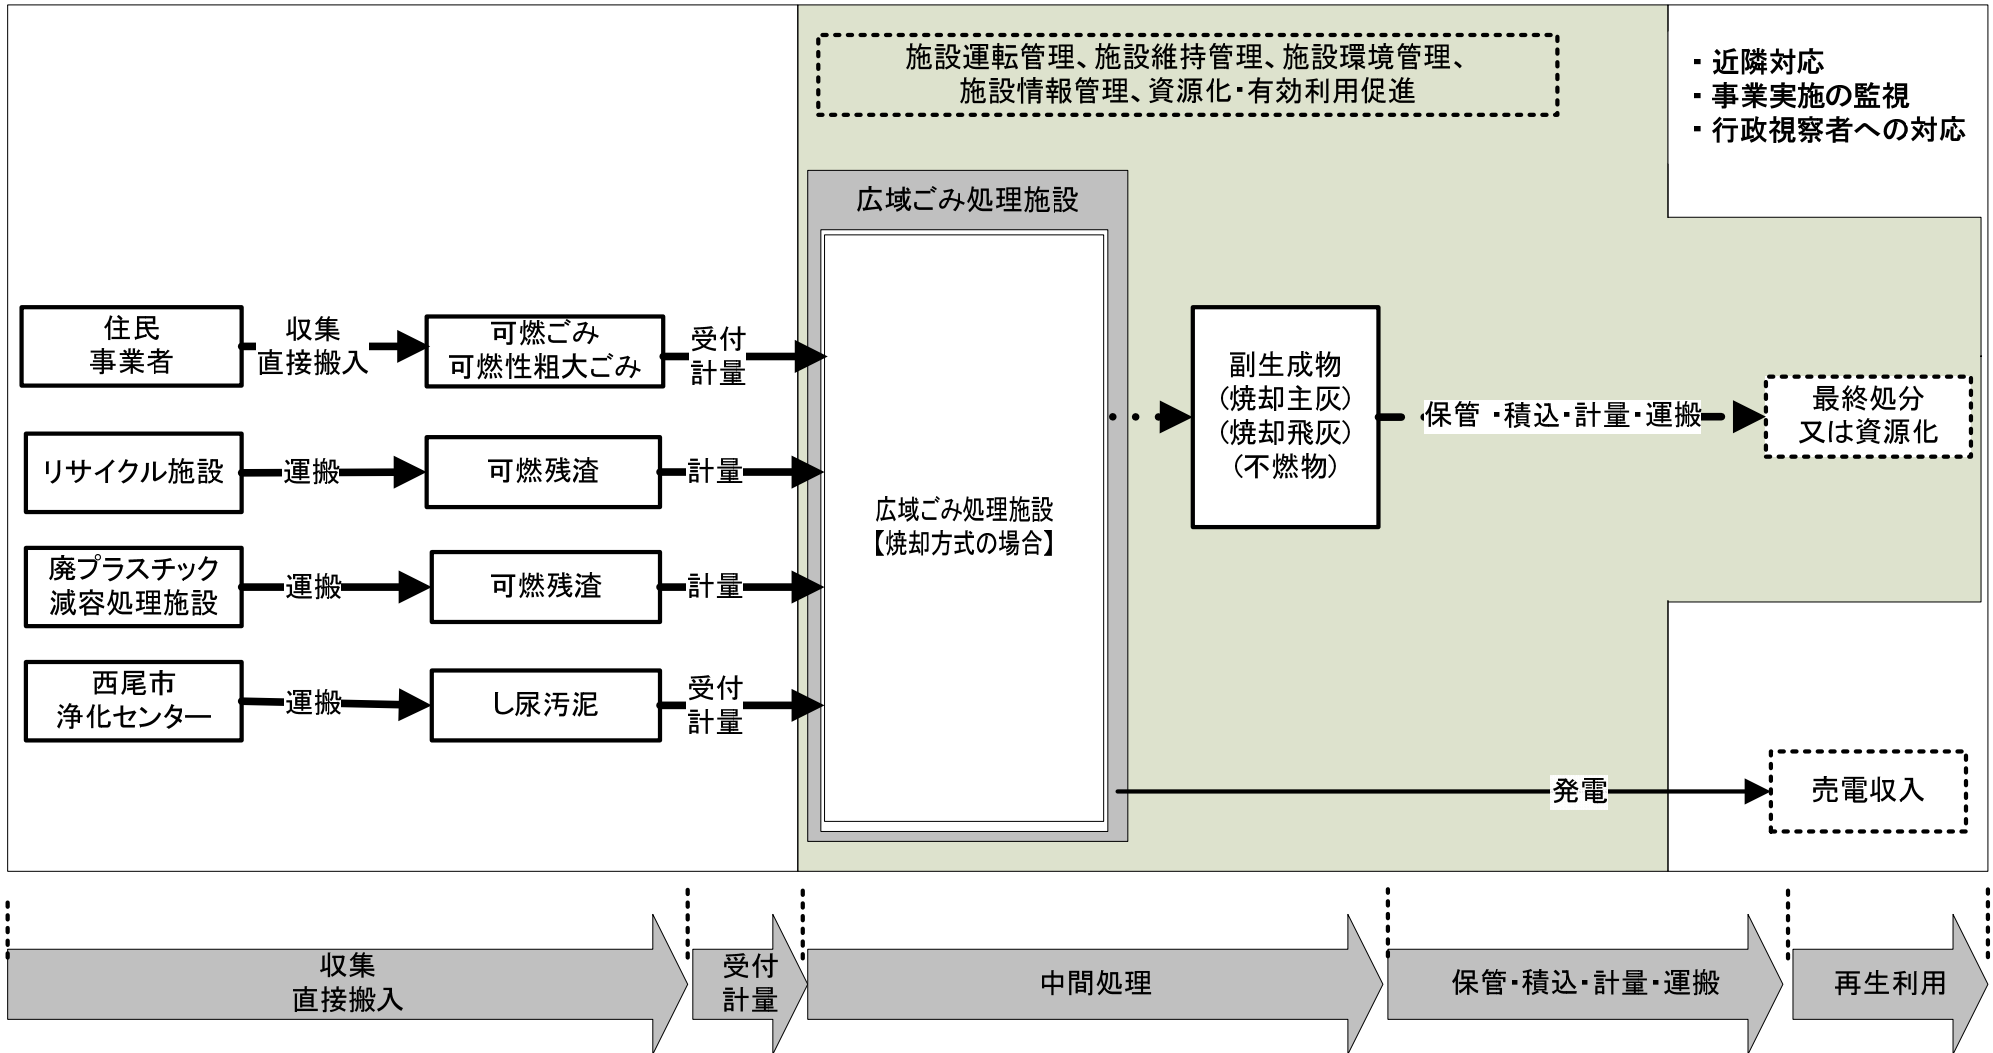 施設運転管理、施設維持管理、施設環境管理、
施設情報管理、資源化・有効利用促進
・近隣対応
・事業実施の監視
・行政視察者への対応
広域ごみ処理施設
住民
事業者
収集
直接搬入
可燃ごみ
可燃性粗大ごみ
受付
計量
リサイクル施設
運搬
可燃残渣
計量
廃プラスチック
減容処理施設
運搬
可燃残渣
計量
西尾市
浄化センター
運搬
し尿汚泥
受付
計量
広域ごみ処理施設
【焼却方式の場合】
副生成物
(焼却主灰)
(焼却飛灰)
(不燃物)
保管・積込・計量・運搬
最終処分
又は資源化
発電
売電収入
収集
直接搬入
受付
計量
中間処理
保管・積込・計量・運搬
再生利用